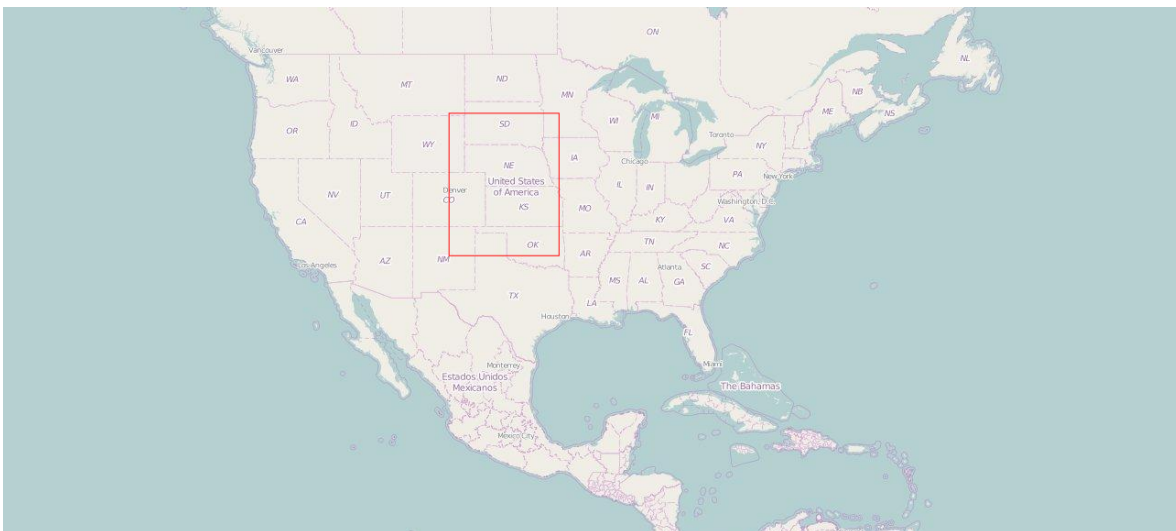 ON
Vancouver
NL
WA
MT
ND
MN
NB
NS
ME
OR
ID
SD
WI
MI
Toronto
NY
WY
NE
IA
Chicago
PA
New York
United States
of America
Denver
CO
NV
UT
IL
IN
Washington, D.C.
KS
MO
KY
VA
CA
OK
TN
NC
AR
Los Angeles
AZ
NM
Atlanta
SC
MS
AL
GA
TX
LA
Houston
FL
Miami
Monterrey
Estados Unidos
Mexicanos
The Bahamas
Mexico City